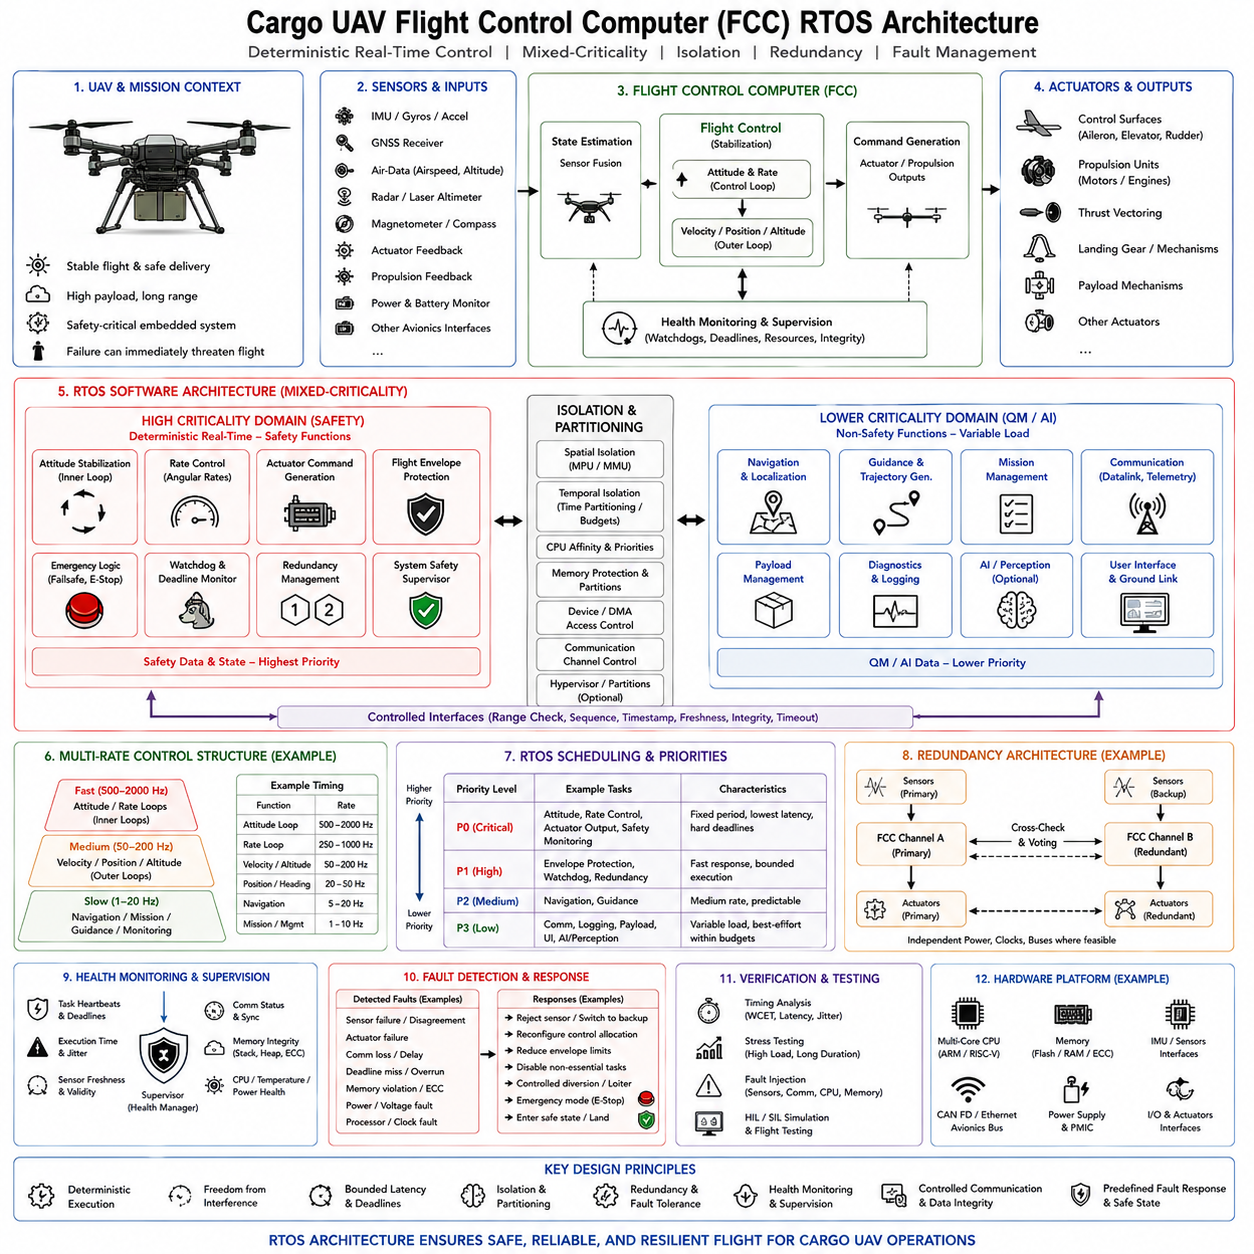 Cargo UAV Flight Control Computer (FCC) RTOS Architecture
Deterministic Real-Time Control | Mixed-Criticality | Isolation | Redundancy | Fault Management
1. UAV & MISSION CONTEXT
Stable flight & safe delivery
High payload, long range
Safety-critical embedded system
Failure can immediately threaten flight
2. SENSORS & INPUTS
IMU / Gyros / Accel
GNSS Receiver
Air-Data (Airspeed, Altitude)
Radar / Laser Altimeter
Magnetometer / Compass
Actuator Feedback
Propulsion Feedback
Power & Battery Monitor
Other Avionics Interfaces
...
3. FLIGHT CONTROL COMPUTER (FCC)
State Estimation
Sensor Fusion
Flight Control
(Stabilization)
Attitude & Rate
(Control Loop)
Velocity / Position / Altitude
(Outer Loop)
Command Generation
Actuator / Propulsion
Outputs
Health Monitoring & Supervision
(Watchdogs, Deadlines, Resources, Integrity)
4. ACTUATORS & OUTPUTS
Control Surfaces
(Aileron, Elevator, Rudder)
Propulsion Units
(Motors / Engines)
Thrust Vectoring
Landing Gear / Mechanisms
Payload Mechanisms
Other Actuators
...
5. RTOS SOFTWARE ARCHITECTURE (MIXED-CRITICALITY)
HIGH CRITICALITY DOMAIN (SAFETY)
Deterministic Real-Time – Safety Functions
Attitude Stabilization
(Inner Loop)
Rate Control
(Angular Rates)
Actuator Command
Generation
Flight Envelope
Protection
Emergency Logic
(Failsafe, E-Stop)
Watchdog &
Deadline Monitor
Redundancy
Management
1 2
System Safety
Supervisor
Safety Data & State – Highest Priority
ISOLATION &
PARTITIONING
Spatial Isolation
(MPU / MMU)
Temporal Isolation
(Time Partitioning /
Budgets)
CPU Affinity & Priorities
Memory Protection &
Partitions
Device / DMA
Access Control
Communication
Channel Control
Hypervisor / Partitions
(Optional)
LOWER CRITICALITY DOMAIN (QM / AI)
Non-Safety Functions – Variable Load
Navigation
& Localization
Guidance &
Trajectory Gen.
Mission
Management
Communication
(Datalink, Telemetry)
Payload
Management
Diagnostics
& Logging
AI / Perception
(Optional)
User Interface
& Ground Link
QM / AI Data – Lower Priority
Controlled Interfaces (Range Check, Sequence, Timestamp, Freshness, Integrity, Timeout)
6. MULTI-RATE CONTROL STRUCTURE (EXAMPLE)
Fast (500–2000 Hz)
Attitude / Rate Loops
(Inner Loops)
Medium (50–200 Hz)
Velocity / Position / Altitude
(Outer Loops)
Slow (1–20 Hz)
Navigation / Mission /
Guidance / Monitoring
Example Timing
Function Rate
Attitude Loop 500–2000 Hz
Rate Loop 250–1000 Hz
Velocity / Altitude 50–200 Hz
Position / Heading 20–50 Hz
Navigation 5–20 Hz
Mission / Mgmt 1–10 Hz
7. RTOS SCHEDULING & PRIORITIES
Higher
Priority
Lower
Priority
Priority Level Example Tasks Characteristics
P0 (Critical)
Attitude, Rate Control,
Actuator Output, Safety
Monitoring
Fixed period, lowest latency,
hard deadlines
P1 (High)
Envelope Protection,
Watchdog, Redundancy
Fast response, bounded
execution
P2 (Medium) Navigation, Guidance Medium rate, predictable
P3 (Low)
Comm, Logging, Payload,
UI, AI/Perception
Variable load, best-effort
within budgets
8. REDUNDANCY ARCHITECTURE (EXAMPLE)
Sensors
(Primary)
Sensors
(Backup)
FCC Channel A
(Primary)
Cross-Check
& Voting
FCC Channel B
(Redundant)
Actuators
(Primary)
Actuators
(Redundant)
Independent Power, Clocks, Buses where feasible
9. HEALTH MONITORING & SUPERVISION
Task Heartbeats
& Deadlines
Execution Time
& Jitter
Sensor Freshness
& Validity
Supervisor
(Health Manager)
Comm Status
& Sync
Memory Integrity
(Stack, Heap, ECC)
CPU / Temperature /
Power Health
10. FAULT DETECTION & RESPONSE
Detected Faults (Examples)
Sensor failure / Disagreement
Actuator failure
Comm loss / Delay
Deadline miss / Overrun
Memory violation / ECC
Power / Voltage fault
Processor / Clock fault
Responses (Examples)
Reject sensor / Switch to backup
Reconfigure control allocation
Reduce envelope limits
Disable non-essential tasks
Controlled diversion / Loiter
Emergency mode (E-Stop)
Enter safe state / Land
11. VERIFICATION & TESTING
Timing Analysis
(WCET, Latency, Jitter)
Stress Testing
(High Load, Long Duration)
Fault Injection
(Sensors, Comm, CPU, Memory)
HIL / SIL Simulation
& Flight Testing
12. HARDWARE PLATFORM (EXAMPLE)
Multi-Core CPU
(ARM / RISC-V)
Memory
(Flash / RAM / ECC)
IMU / Sensors
Interfaces
CAN FD / Ethernet
Avionics Bus
Power Supply
& PMIC
I/O & Actuators
Interfaces
KEY DESIGN PRINCIPLES
Deterministic
Execution
Freedom from
Interference
Bounded Latency
& Deadlines
Isolation &
Partitioning
Redundancy &
Fault Tolerance
Health Monitoring
& Supervision
Controlled Communication
& Data Integrity
Predefined Fault Response
& Safe State
RTOS ARCHITECTURE ENSURES SAFE, RELIABLE, AND RESILIENT FLIGHT FOR CARGO UAV OPERATIONS